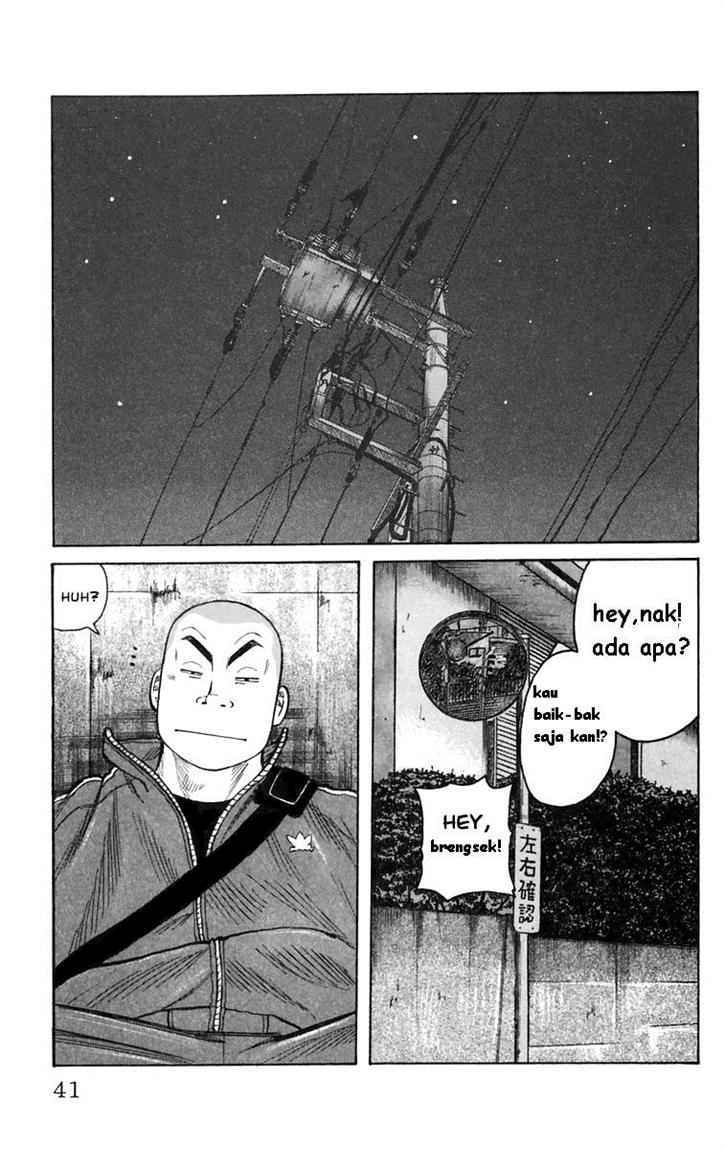 hey,nak!
ada apa?
kau
baik-bak
saja kan!?
HEY,
brengsek!
左右確認
HUH?
41